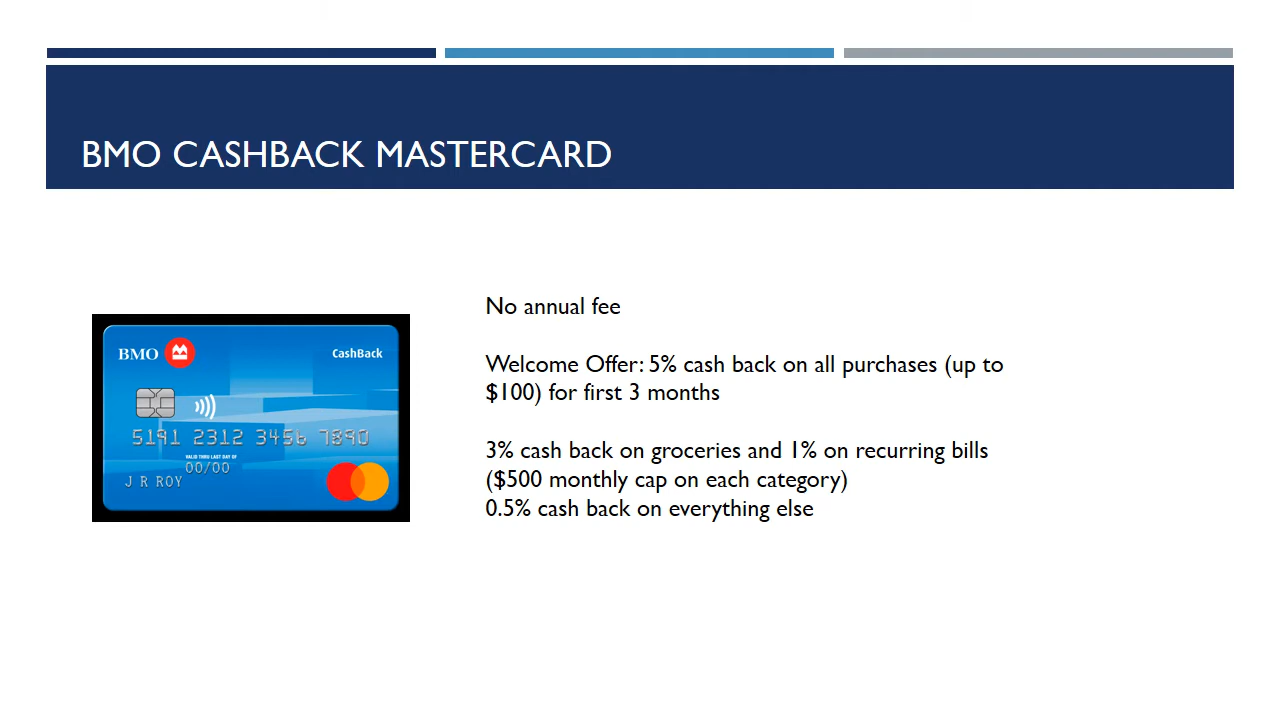 BMO CASHBACK MASTERCARD
No annual fee
Welcome Offer: 5% cash back on all purchases (up to
$100) for first 3 months
3% cash back on groceries and 1% on recurring bills
($500 monthly cap on each category)
0.5% cash back on everything else
BMO CashBack
5191 2312 3456 7890
VALID THRU LAST DAY OF
00/00
J R ROY